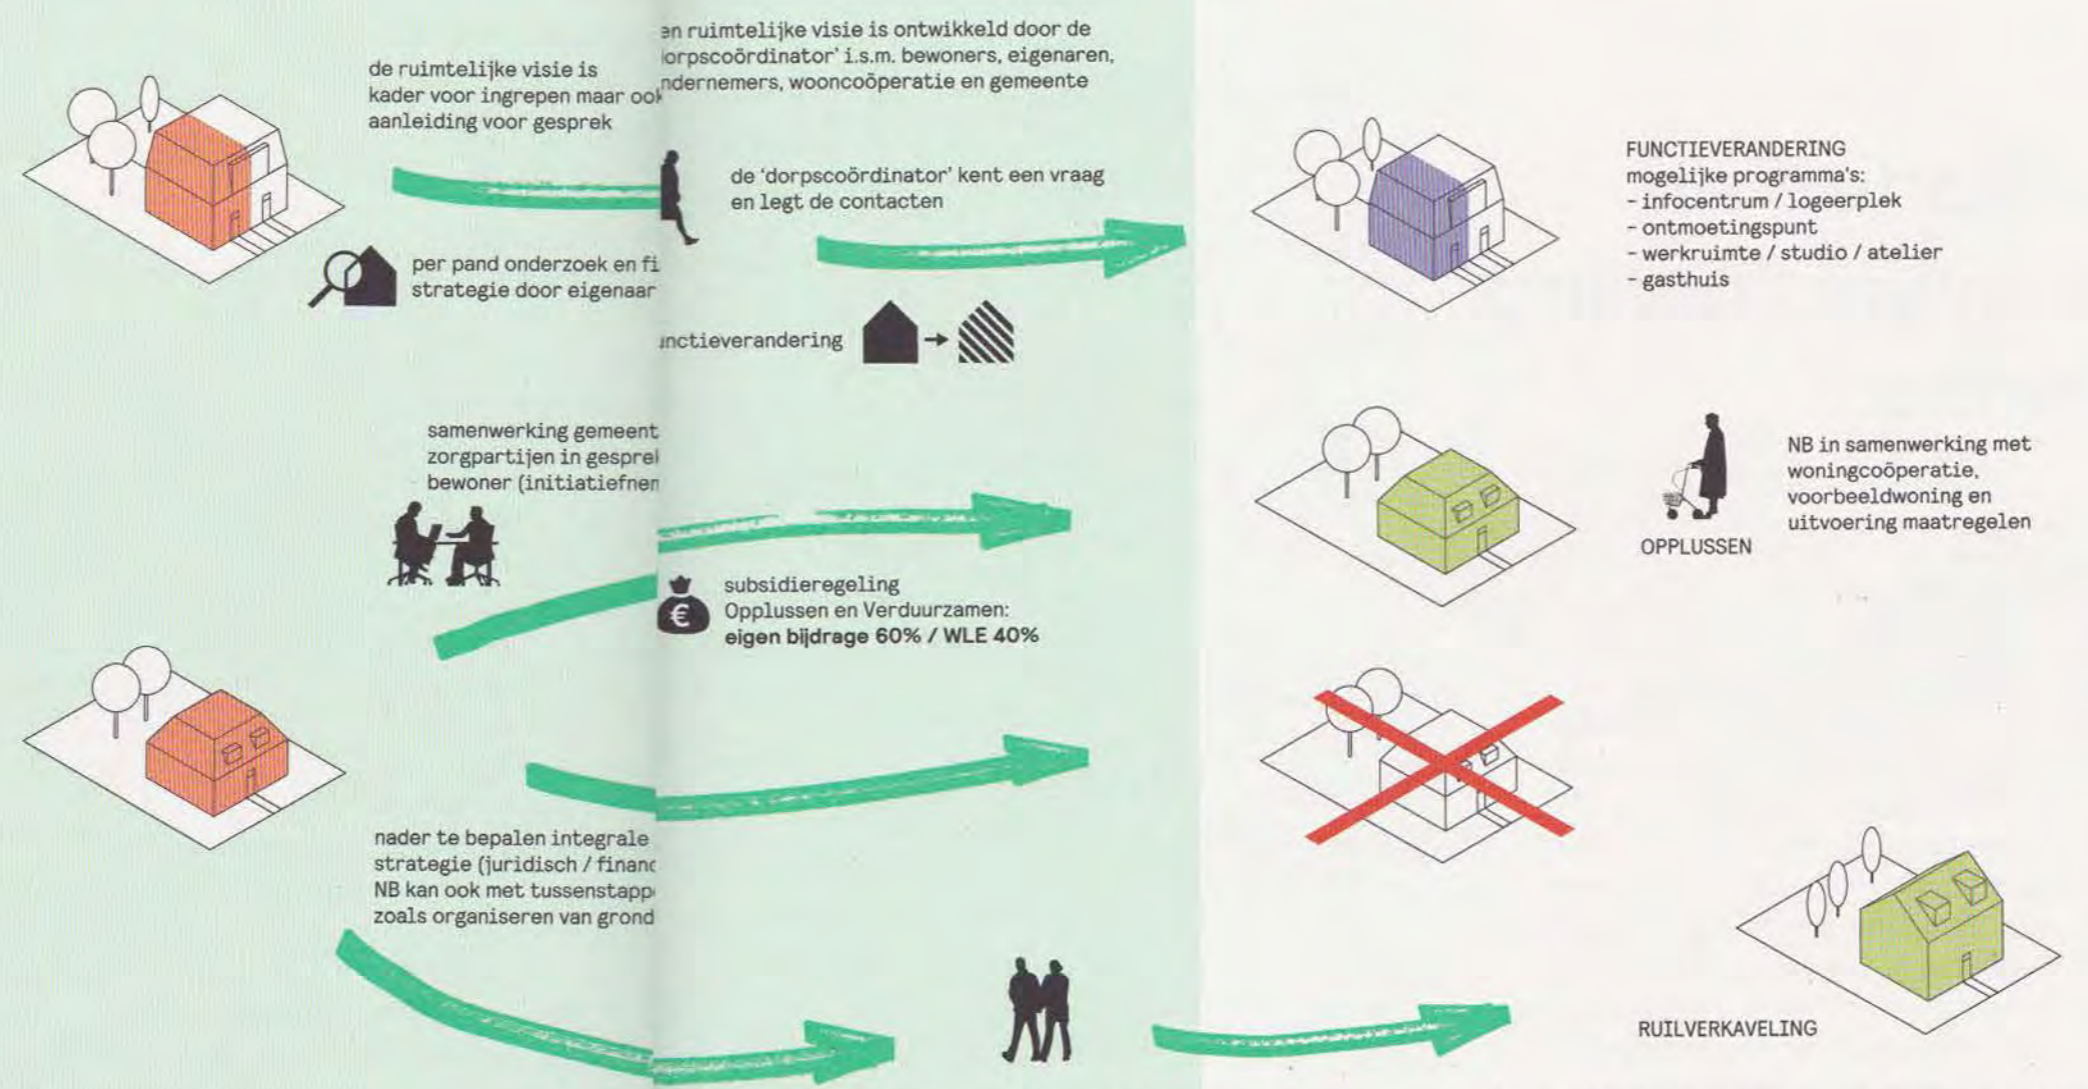 de ruimtelijke visie is
kader voor ingrepen maar ook
aanleiding voor gesprek
en ruimtelijke visie is ontwikkeld door de
dorpscoördinator' i.s.m. bewoners, eigenaren,
ndernemers, wooncoöperatie en gemeente
de 'dorpscoördinator' kent een vraag
en legt de contacten
per pand onderzoek en fi
strategie door eigenaar
nctieverandering
FUNCTIEVERANDERING
mogelijke programma's:
- infocentrum / logeerplek
- ontmoetingspunt
- werkruimte / studio / atelier
- gasthuis
samenwerking gemeent
zorgpartijen in gesprek
bewoner (initiatiefnem
€
subsidieregeling
Opplussen en Verduurzamen:
eigen bijdrage 60% / WLE 40%
OPPLUSSEN
NB in samenwerking met
woningcoöperatie,
voorbeeldwoning en
uitvoering maatregelen
nader te bepalen integrale
strategie (juridisch / financ
NB kan ook met tussenstapp
zoals organiseren van grond
RUILVERKAVELING